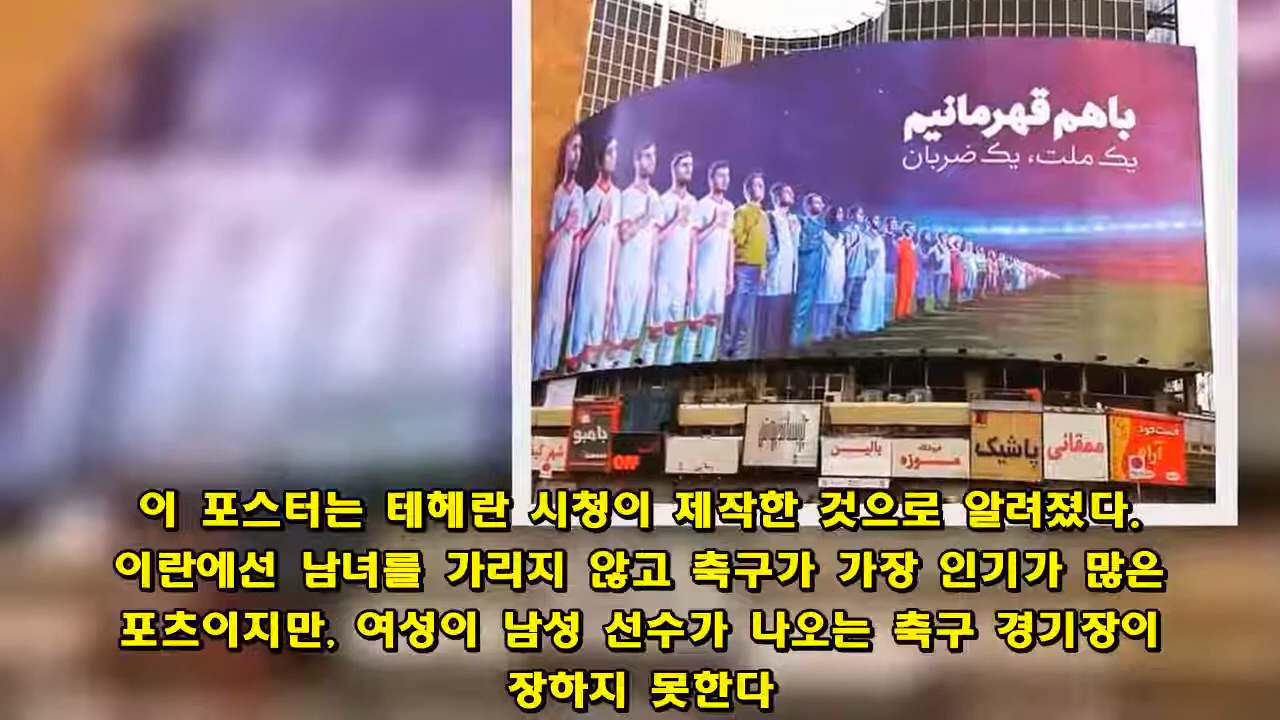 باهم قهرمانیم
یک ملت، یک ضربان
جامبو
OFF
بالین
موزه
پاشیک
ممقانی
آراد
이 포스터는 테헤란 시청이 제작한 것으로 알려졌다.
이란에선 남녀를 가리지 않고 축구가 가장 인기가 많은
포츠이지만, 여성이 남성 선수가 나오는 축구 경기장이
장하지 못한다